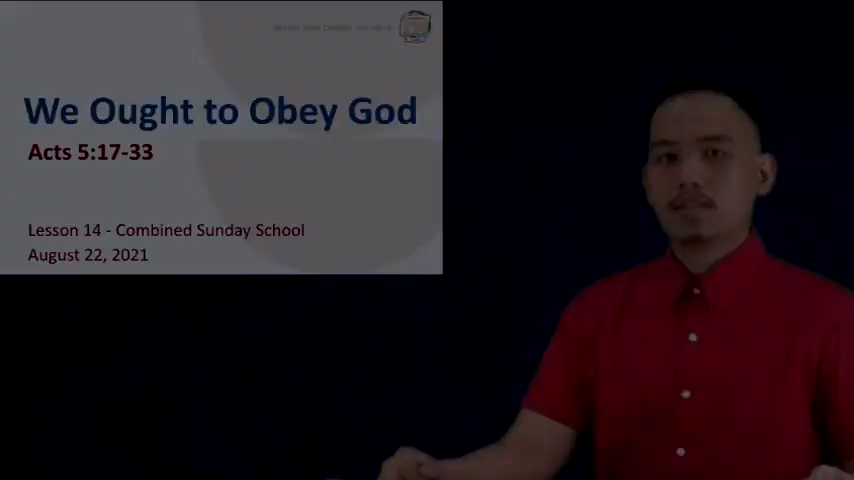 We Ought to Obey God
Acts 5:17-33
Lesson 14 - Combined Sunday School
August 22, 2021